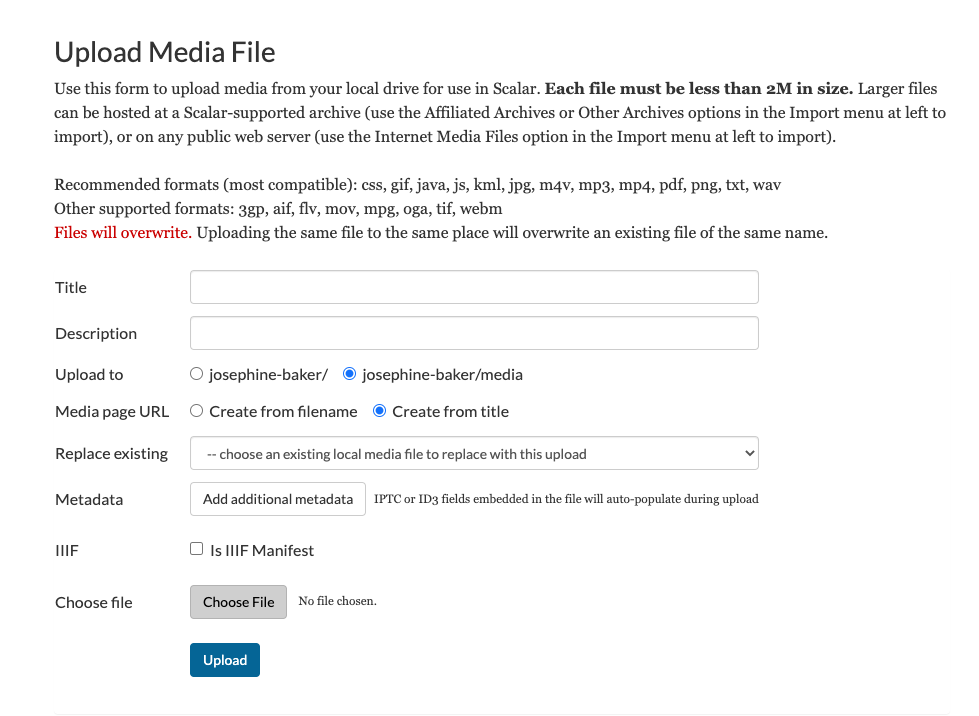 Upload Media File
Use this form to upload media from your local drive for use in Scalar. Each file must be less than 2M in size. Larger files
can be hosted at a Scalar-supported archive (use the Affiliated Archives or Other Archives options in the Import menu at left to
import), or on any public web server (use the Internet Media Files option in the Import menu at left to import).
Recommended formats (most compatible): css, gif, java, js, kml, jpg, m4v, mp3, mp4, pdf, png, txt, wav
Other supported formats: 3gp, aif, flv, mov, mpg, oga, tif, webm
Files will overwrite. Uploading the same file to the same place will overwrite an existing file of the same name.
Title
Description
Upload to josephine-baker/ josephine-baker/media
Media page URL Create from filename Create from title
Replace existing -- choose an existing local media file to replace with this upload
Metadata Add additional metadata IPTC or ID3 fields embedded in the file will auto-populate during upload
IIIF Is IIIF Manifest
Choose file Choose File No file chosen.
Upload